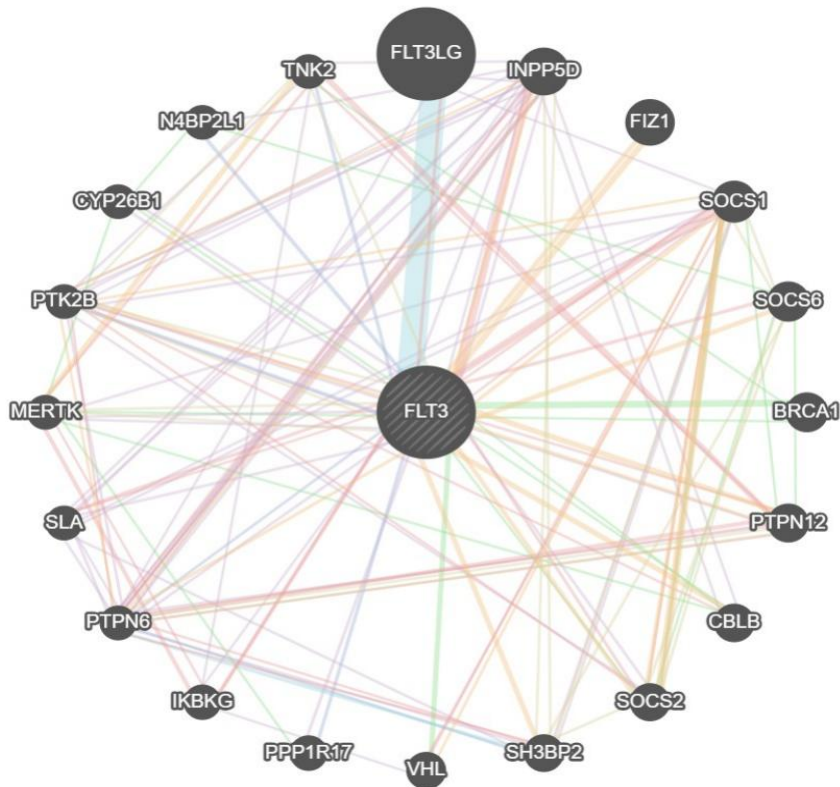 FLT3LG
TNK2
INPP5D
N4BP2L1
FIZ1
CYP26B1
SOCS1
PTK2B
SOCS6
MERTK
FLT3
BRCA1
SLA
PTPN12
PTPN6
CBLB
IKBKG
SOCS2
PPP1R17
VHL
SH3BP2